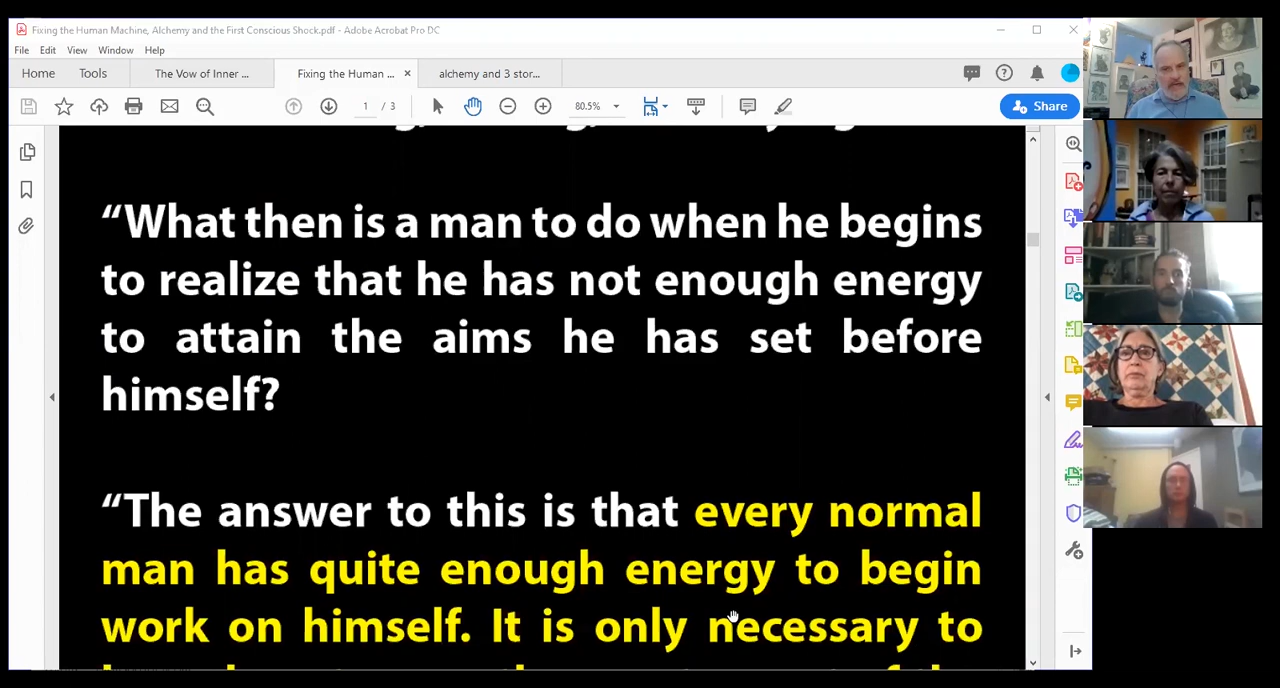 Fixing the Human Machine, Alchemy and the First Conscious Shock.pdf - Adobe Acrobat Pro DC
File Edit View Window Help
Home Tools The Vow of Inner ... Fixing the Human ... × alchemy and 3 stor...
1 / 3 80.5% Share
“What then is a man to do when he begins
to realize that he has not enough energy
to attain the aims he has set before
himself?
“The answer to this is that every normal
man has quite enough energy to begin
work on himself. It is only necessary to